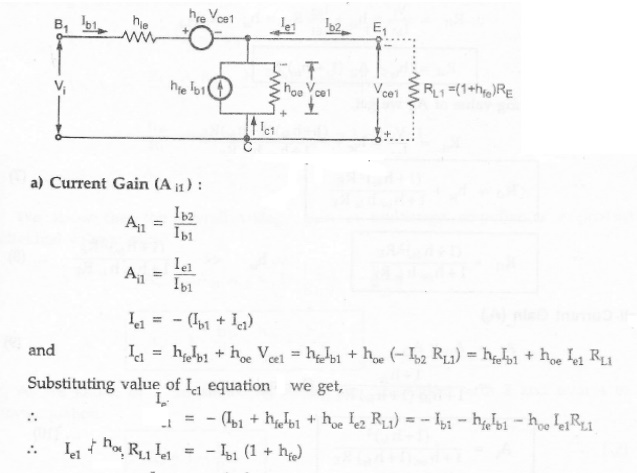 B1 Ib1 hie hre Vce1 Ie1 Ib2 E1
+ −
Vi hfe Ib1 hoe Vce1 Vce1 RL1 =(1+hfe)RE
− + +
Ic1
C
a) Current Gain (A i1) :
Ai1 = Ib2 / Ib1
Ai1 = Ie1 / Ib1
Ie1 = – (Ib1 + Ic1)
and Ic1 = hfeIb1 + hoe Vce1 = hfeIb1 + hoe (– Ib2 RL1) = hfeIb1 + hoe Ie1 RL1
Substituting value of Ic1 equation we get,
∴ = – (Ib1 + hfeIb1 + hoe Ie2 RL1) = – Ib1 – hfeIb1 – hoe Ie1RL1
∴ Ie1 + hoe RL1 Ie1 = – Ib1 (1 + hfe)